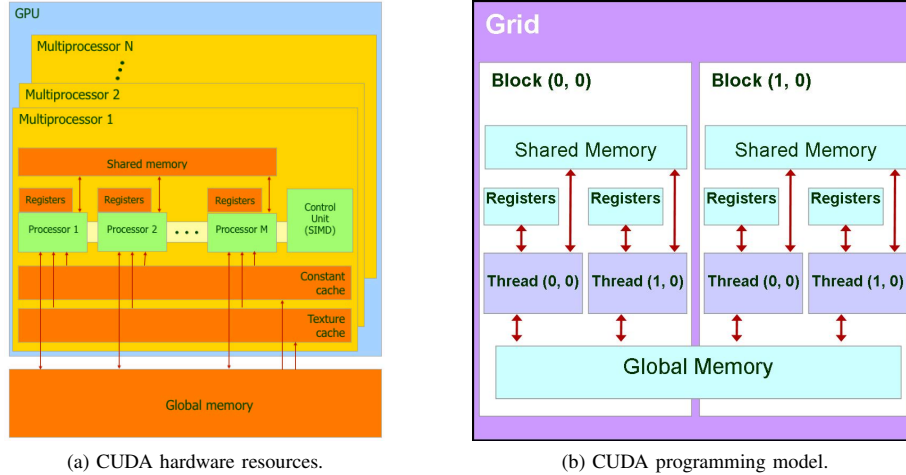 GPU
Multiprocessor N
Multiprocessor 2
Multiprocessor 1
Shared memory
Registers
Registers
Registers
Processor 1
Processor 2
Processor M
Control
Unit
(SIMD)
Constant
cache
Texture
cache
Global memory
(a) CUDA hardware resources.
Grid
Block (0, 0)
Block (1, 0)
Shared Memory
Shared Memory
Registers
Registers
Registers
Registers
Thread (0, 0)
Thread (1, 0)
Thread (0, 0)
Thread (1, 0)
Global Memory
(b) CUDA programming model.